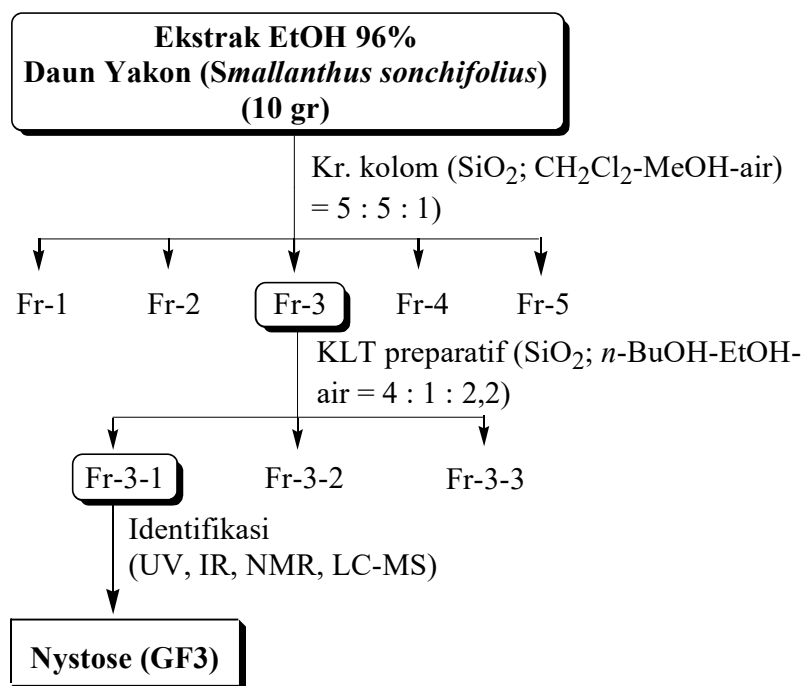 Ekstrak EtOH 96%
Daun Yakon (Smallanthus sonchifolius)
(10 gr)
Kr. kolom (SiO2; CH2Cl2-MeOH-air)
= 5 : 5 : 1)
Fr-1 Fr-2 Fr-3 Fr-4 Fr-5
KLT preparatif (SiO2; n-BuOH-EtOH-
air = 4 : 1 : 2,2)
Fr-3-1 Fr-3-2 Fr-3-3
Identifikasi
(UV, IR, NMR, LC-MS)
Nystose (GF3)